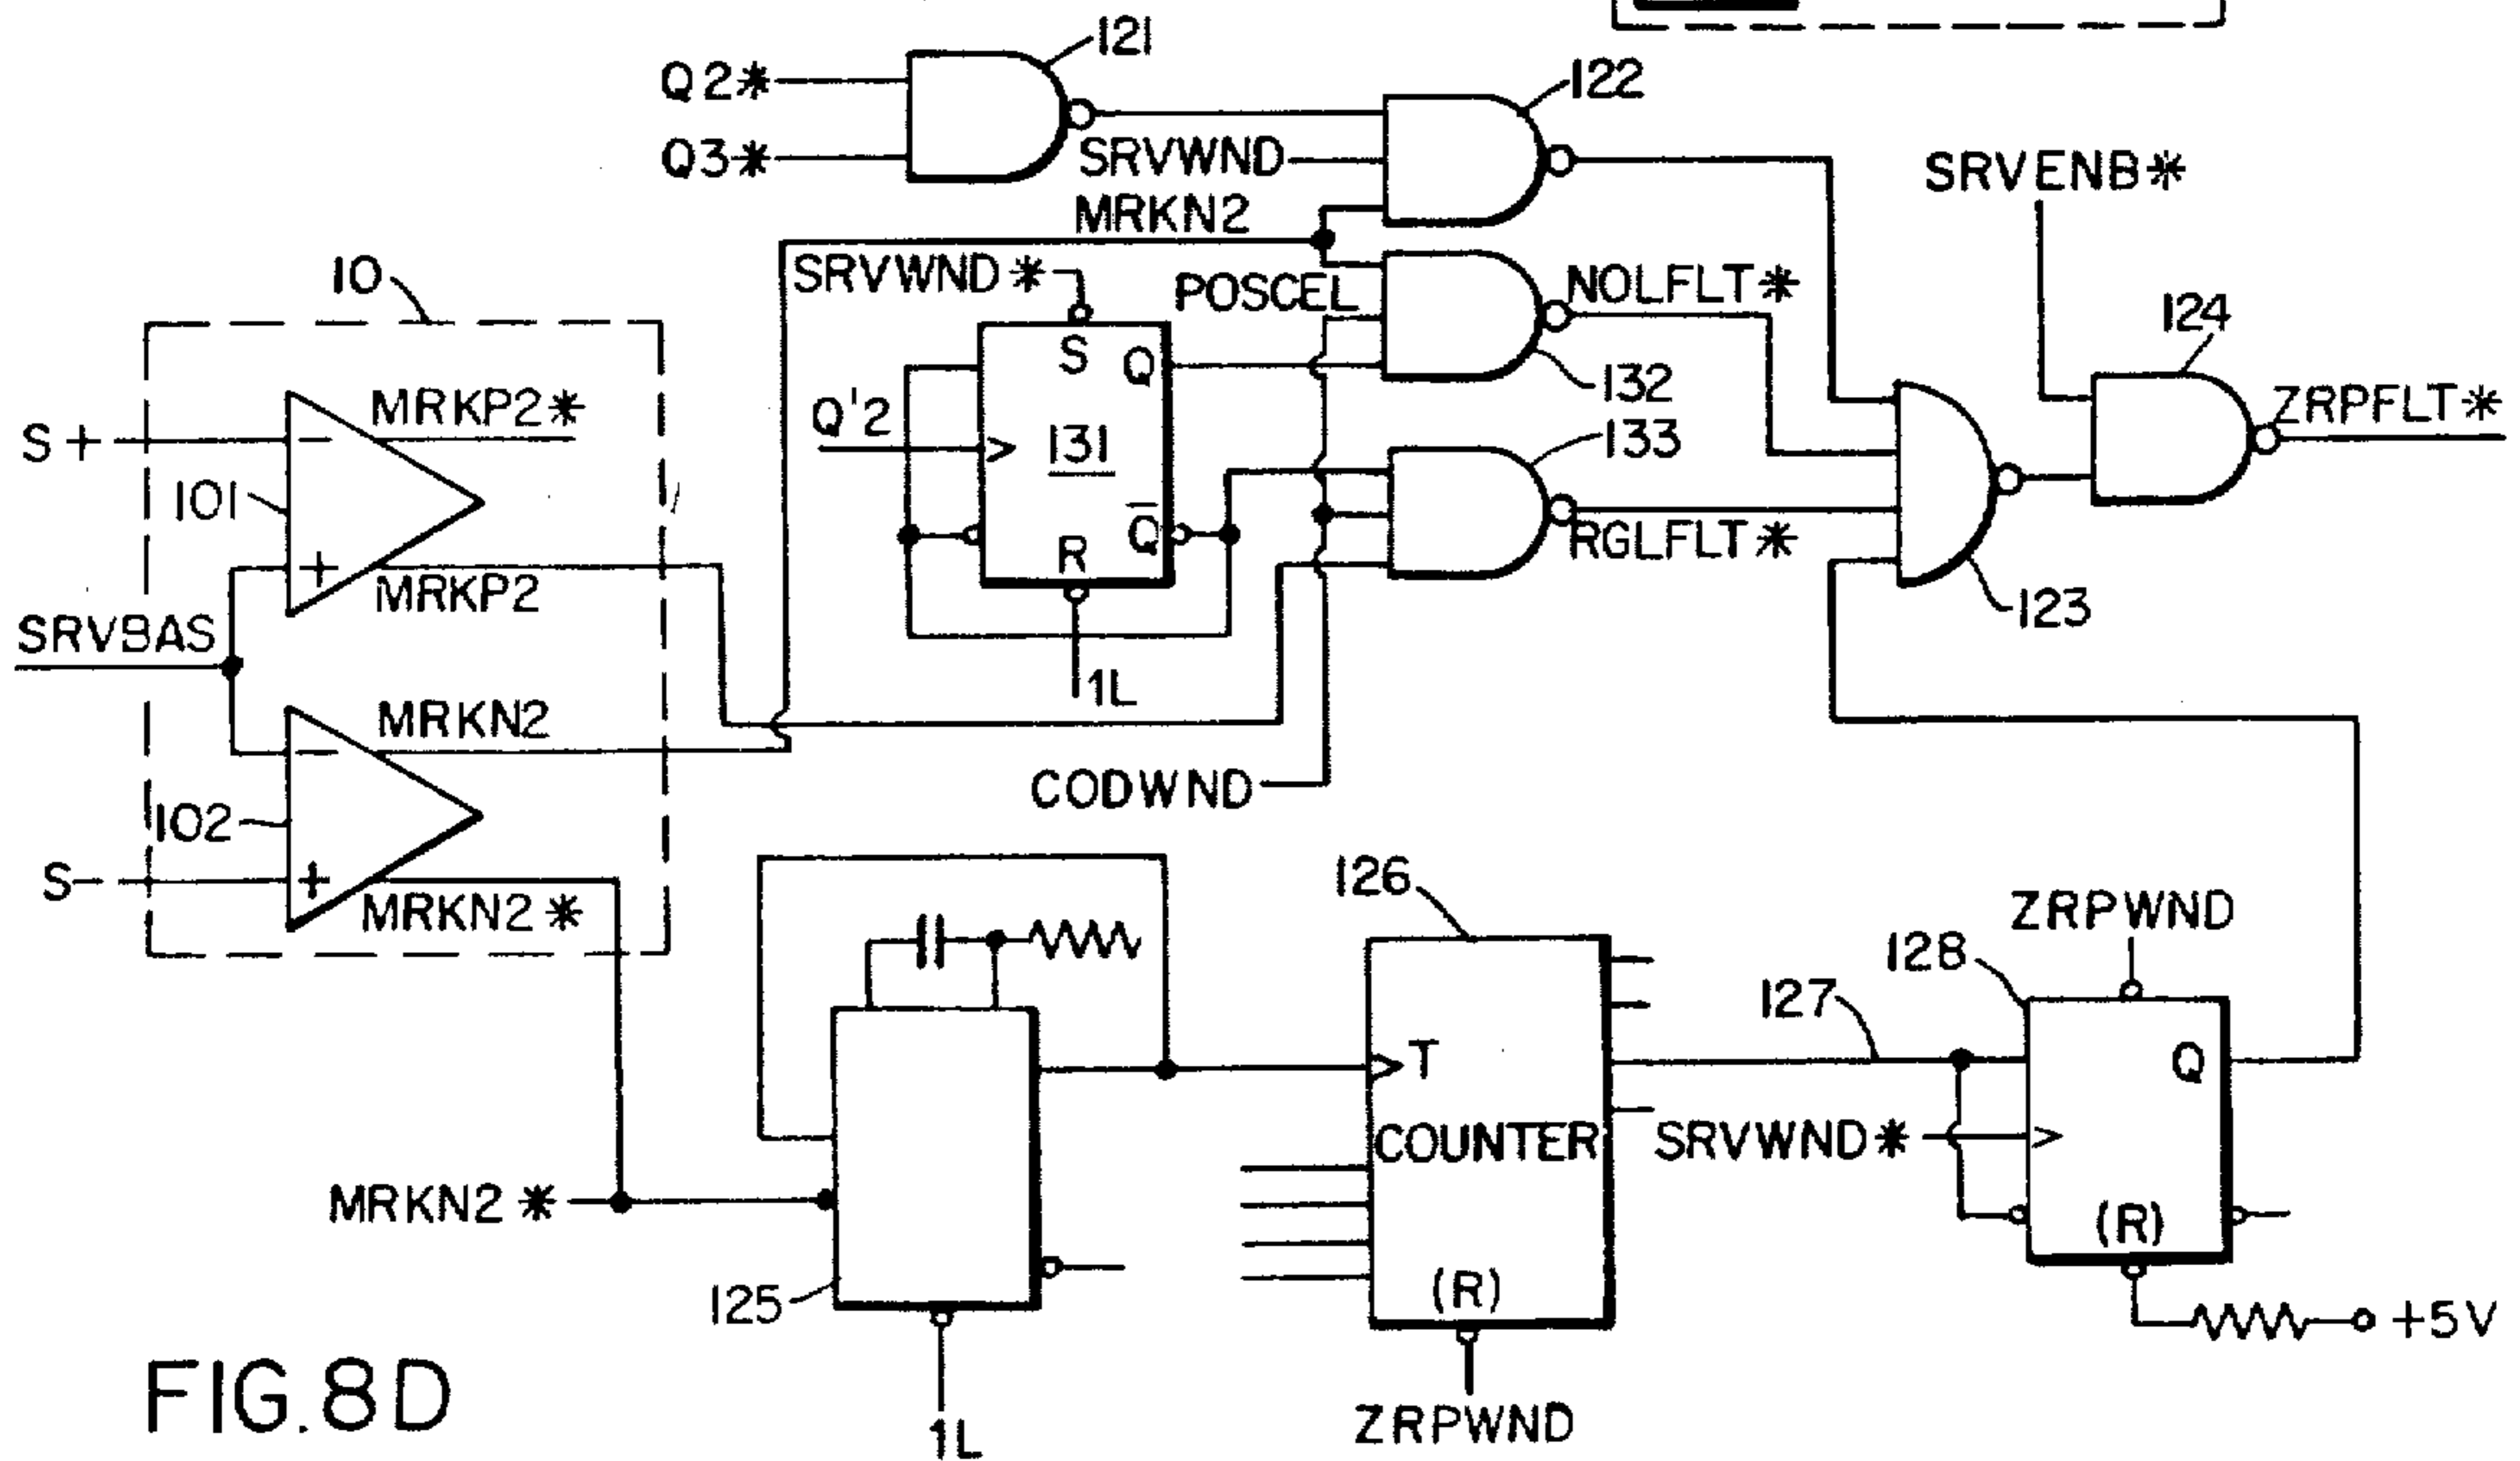 121
Q2*
122
Q3*
SRVWND
SRVENB*
MRKN2
10
SRVWND*
POSCEL
NOLFLT*
124
S
Q
132
MRKP2*
Q'2
ZRPFLT*
S+
−
131
133
101
+
MRKP2
Q̅
R
RGLFLT*
123
SRVBAS
1L
MRKN2
−
CODWND
102
S−
+
MRKN2*
126
ZRPWND
128
127
T
Q
COUNTER
SRVWND*
MRKN2*
(R)
(R)
125
+5V
FIG. 8D
1L
ZRPWND